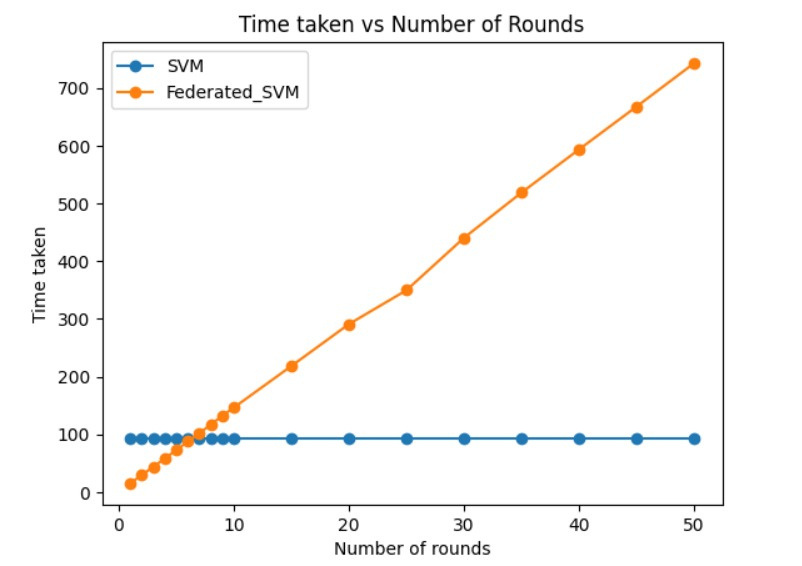 Time taken vs Number of Rounds
SVM
Federated_SVM
Time taken
700
600
500
400
300
200
100
0
0 10 20 30 40 50
Number of rounds